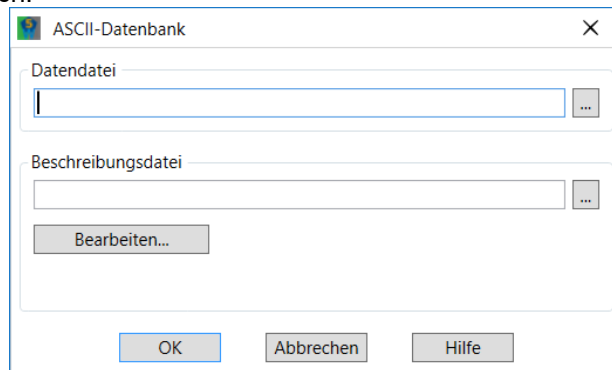 ASCII-Datenbank
Datendatei
...
Beschreibungsdatei
...
Bearbeiten...
OK Abbrechen Hilfe